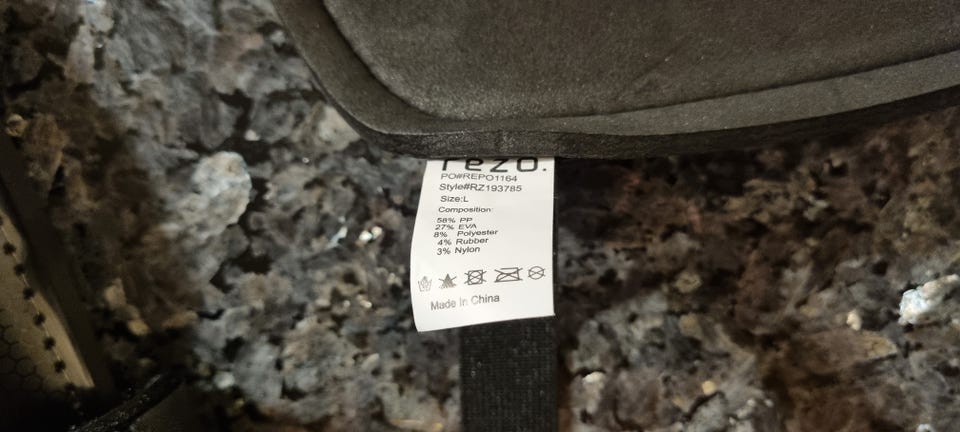 rezo.
PO#REPO1164
Style#RZ193785
Size:L
Composition:
58% PP
27% EVA
8% Polyester
4% Rubber
3% Nylon
Made In China